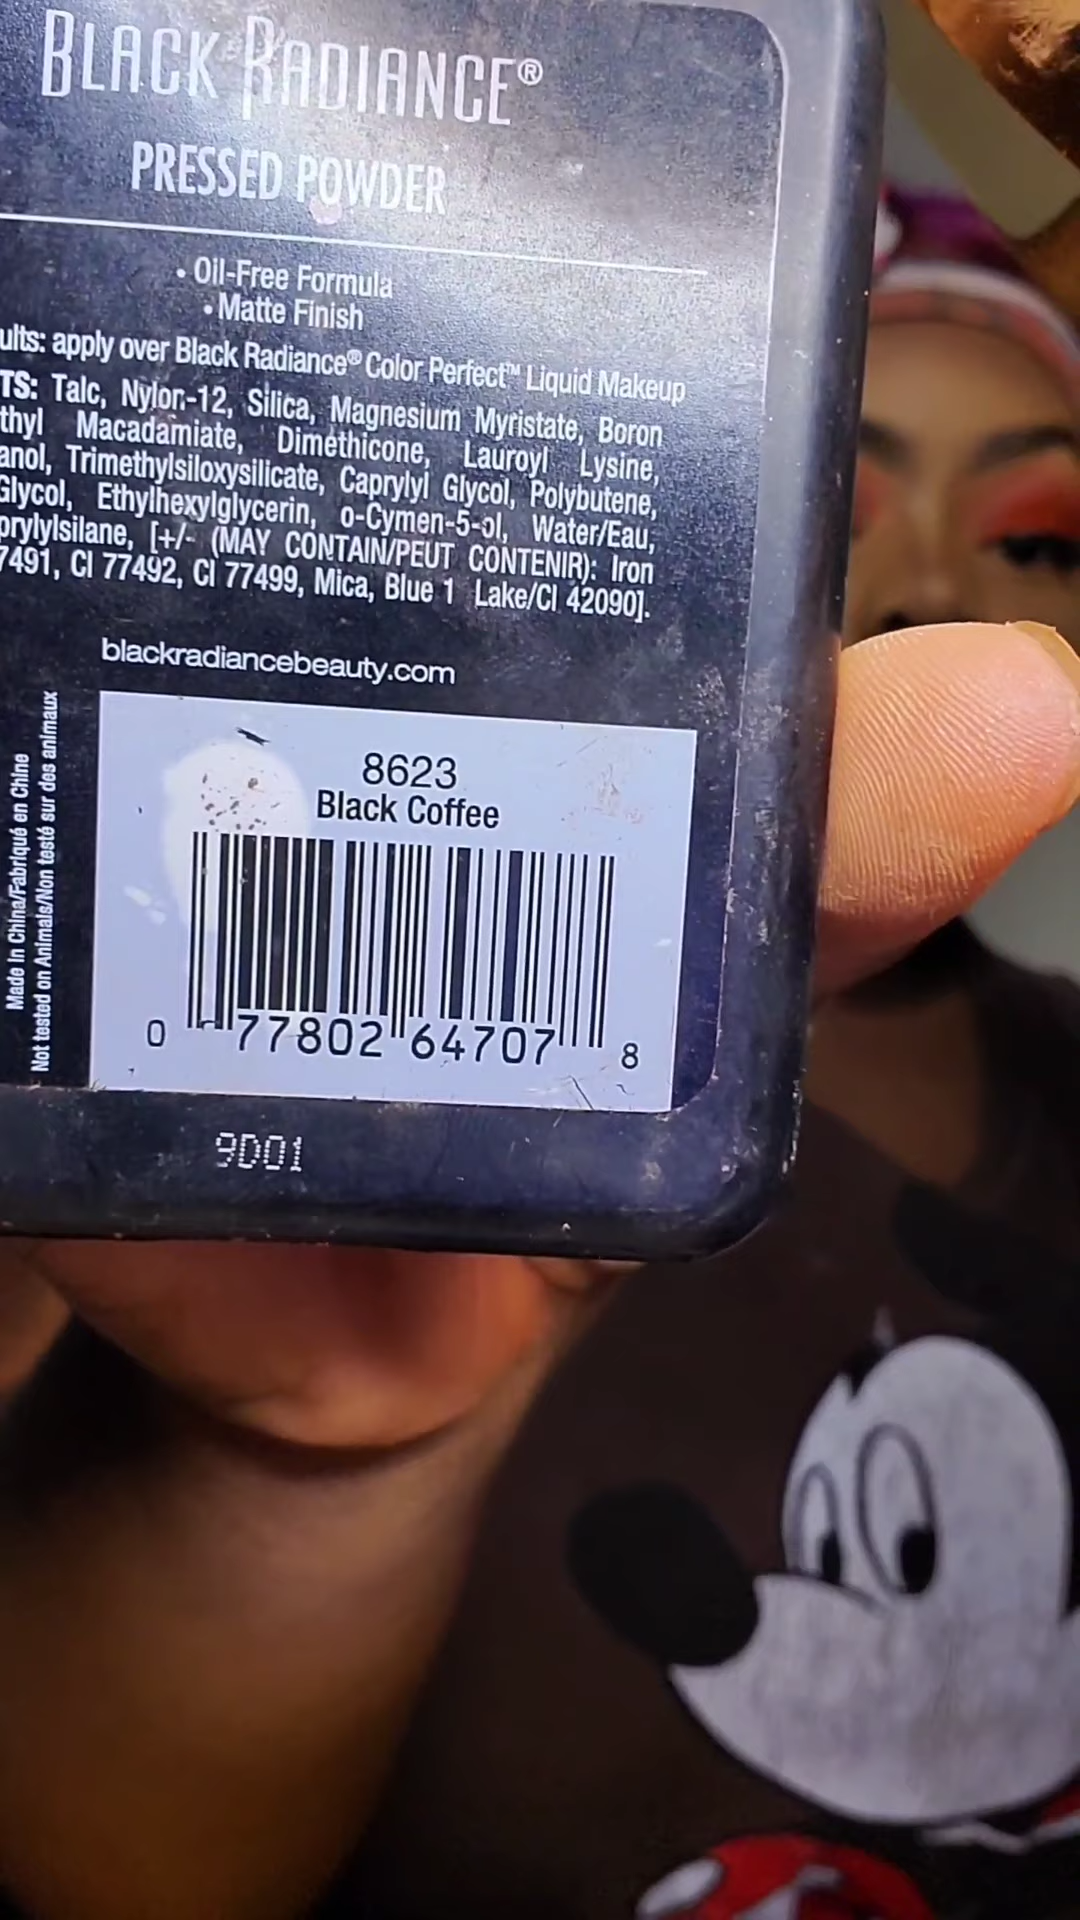 BLACK RADIANCE®
PRESSED POWDER
• Oil-Free Formula
• Matte Finish
ults: apply over Black Radiance® Color Perfect™ Liquid Makeup
TS: Talc, Nylon-12, Silica, Magnesium Myristate, Boron
thyl Macadamiate, Dimethicone, Lauroyl Lysine,
anol, Trimethylsiloxysilicate, Caprylyl Glycol, Polybutene,
Glycol, Ethylhexylglycerin, o-Cymen-5-ol, Water/Eau,
prylylsilane, [+/- (MAY CONTAIN/PEUT CONTENIR): Iron
7491, CI 77492, CI 77499, Mica, Blue 1 Lake/CI 42090].
blackradiancebeauty.com
Made in China/Fabriqué en Chine
Not tested on Animals/Non testé sur des animaux
8623
Black Coffee
0 77802 64707 8
9D01